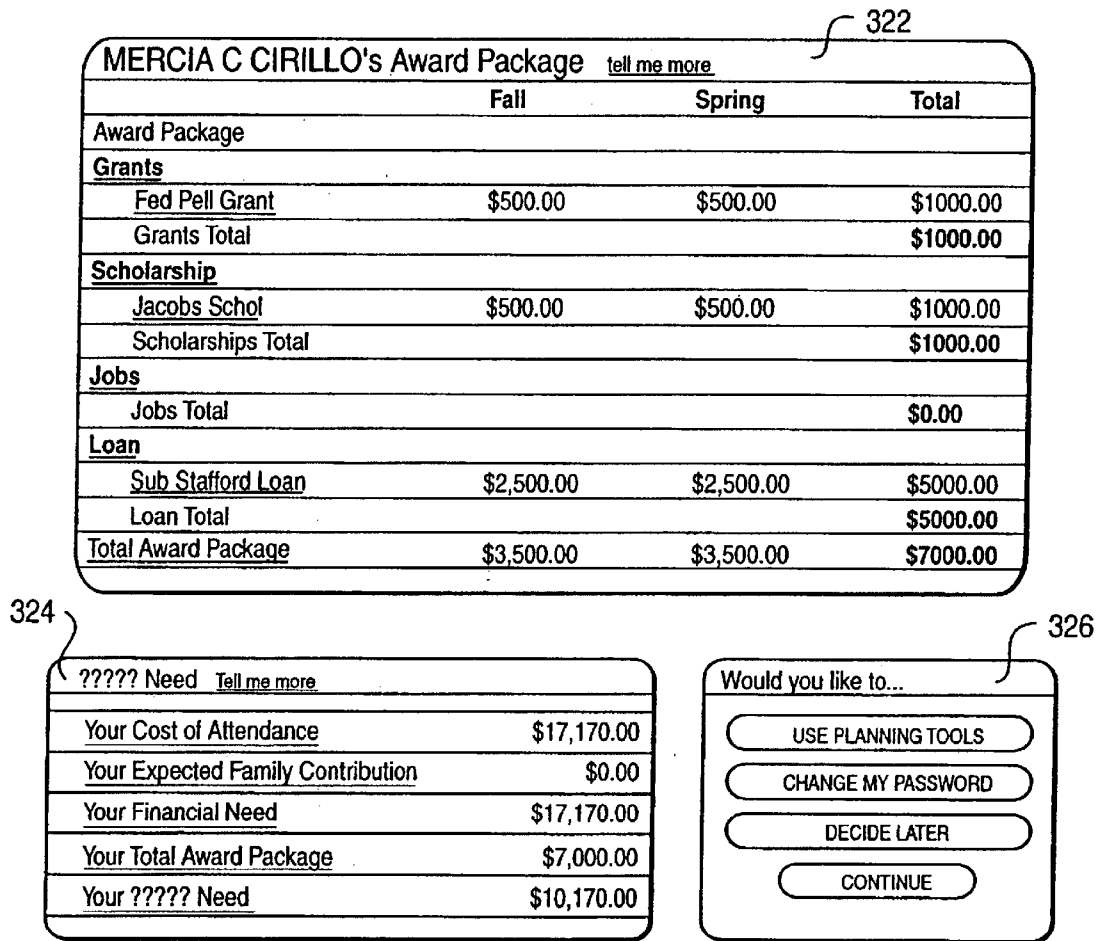 322
MERCIA C CIRILLO's Award Package tell me more
Fall Spring Total
Award Package
Grants
Fed Pell Grant $500.00 $500.00 $1000.00
Grants Total $1000.00
Scholarship
Jacobs Schol $500.00 $500.00 $1000.00
Scholarships Total $1000.00
Jobs
Jobs Total $0.00
Loan
Sub Stafford Loan $2,500.00 $2,500.00 $5000.00
Loan Total $5000.00
Total Award Package $3,500.00 $3,500.00 $7000.00
324
????? Need Tell me more
Your Cost of Attendance $17,170.00
Your Expected Family Contribution $0.00
Your Financial Need $17,170.00
Your Total Award Package $7,000.00
Your ????? Need $10,170.00
326
Would you like to...
USE PLANNING TOOLS
CHANGE MY PASSWORD
DECIDE LATER
CONTINUE